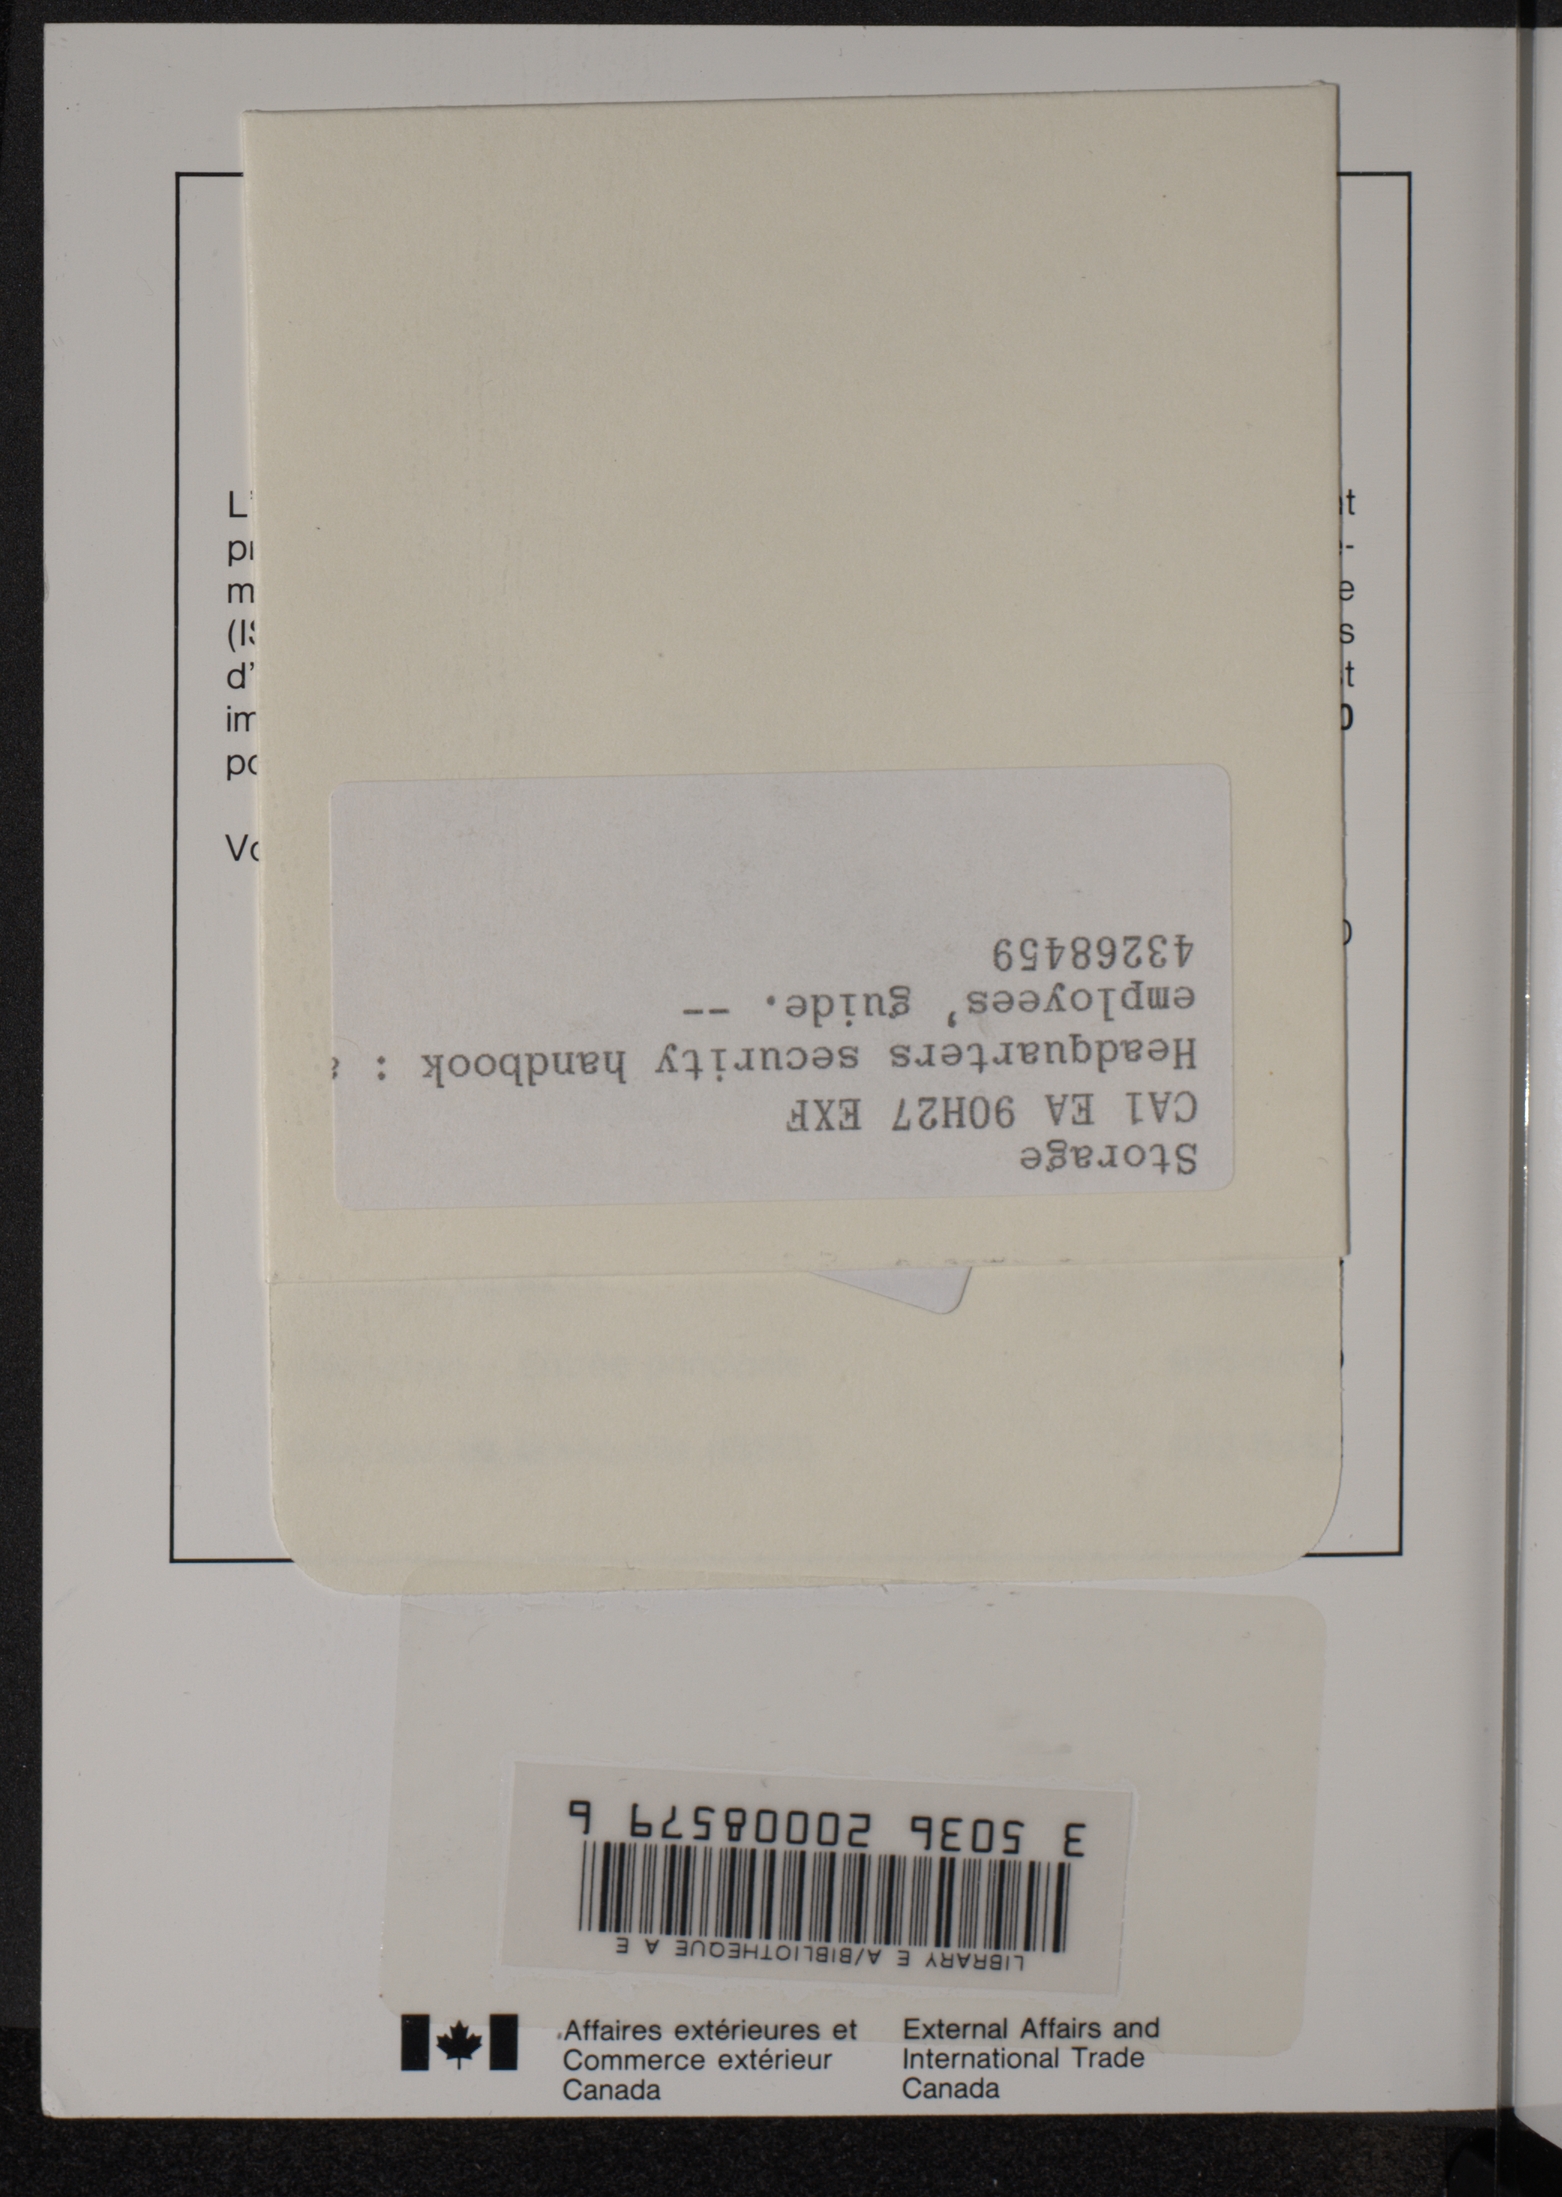 Storage
CA1 EA 90H27 EXF
Headquarters security handbook :
employees' guide. --
43268459
3 5036 20008579 6
LIBRARY E A/BIBLIOTHEQUE A E
Affaires extérieures et
Commerce extérieur
Canada
External Affairs and
International Trade
Canada